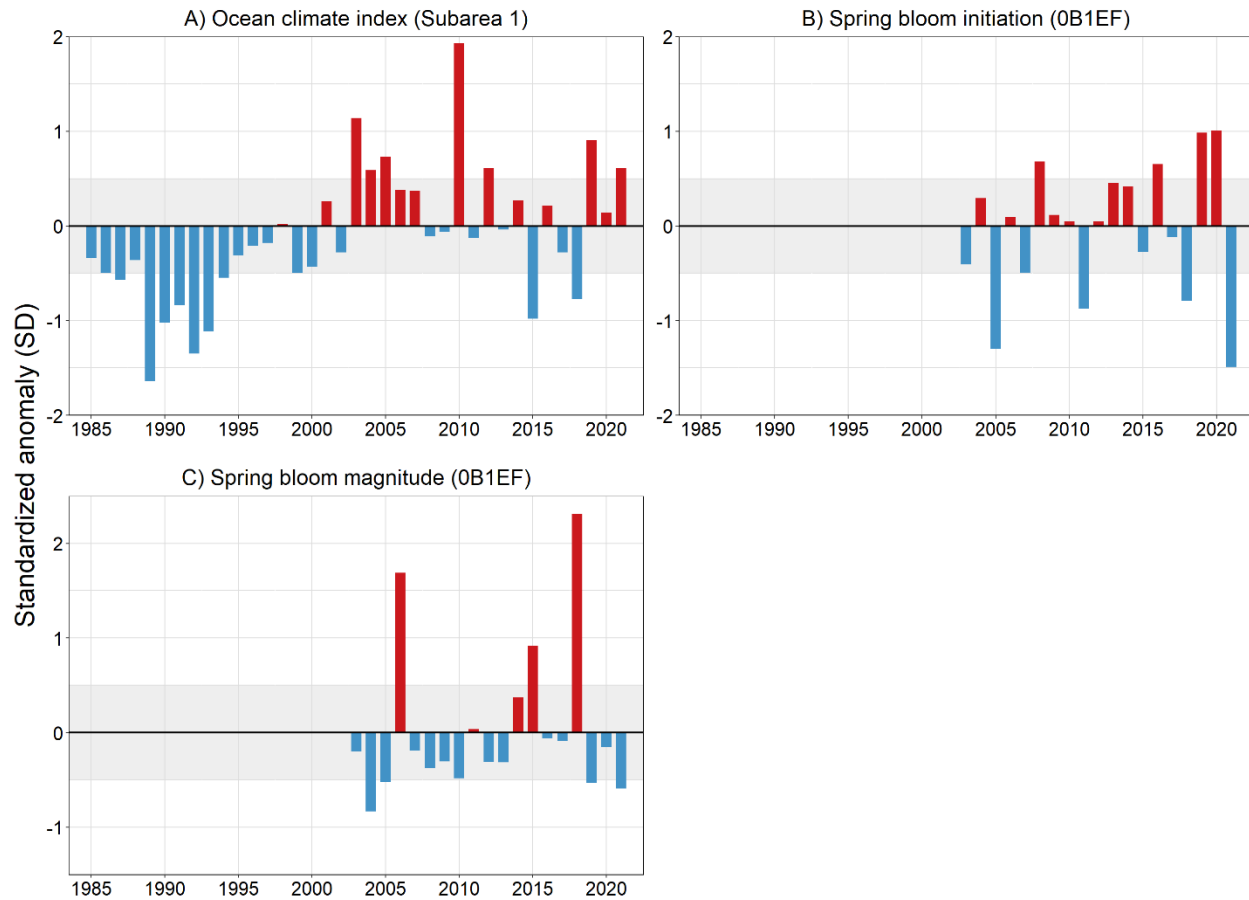 A) Ocean climate index (Subarea 1)
2
1
0
-1
-2
1985 1990 1995 2000 2005 2010 2015 2020
B) Spring bloom initiation (0B1EF)
2
1
0
-1
-2
1985 1990 1995 2000 2005 2010 2015 2020
Standardized anomaly (SD)
C) Spring bloom magnitude (0B1EF)
2
1
0
-1
1985 1990 1995 2000 2005 2010 2015 2020